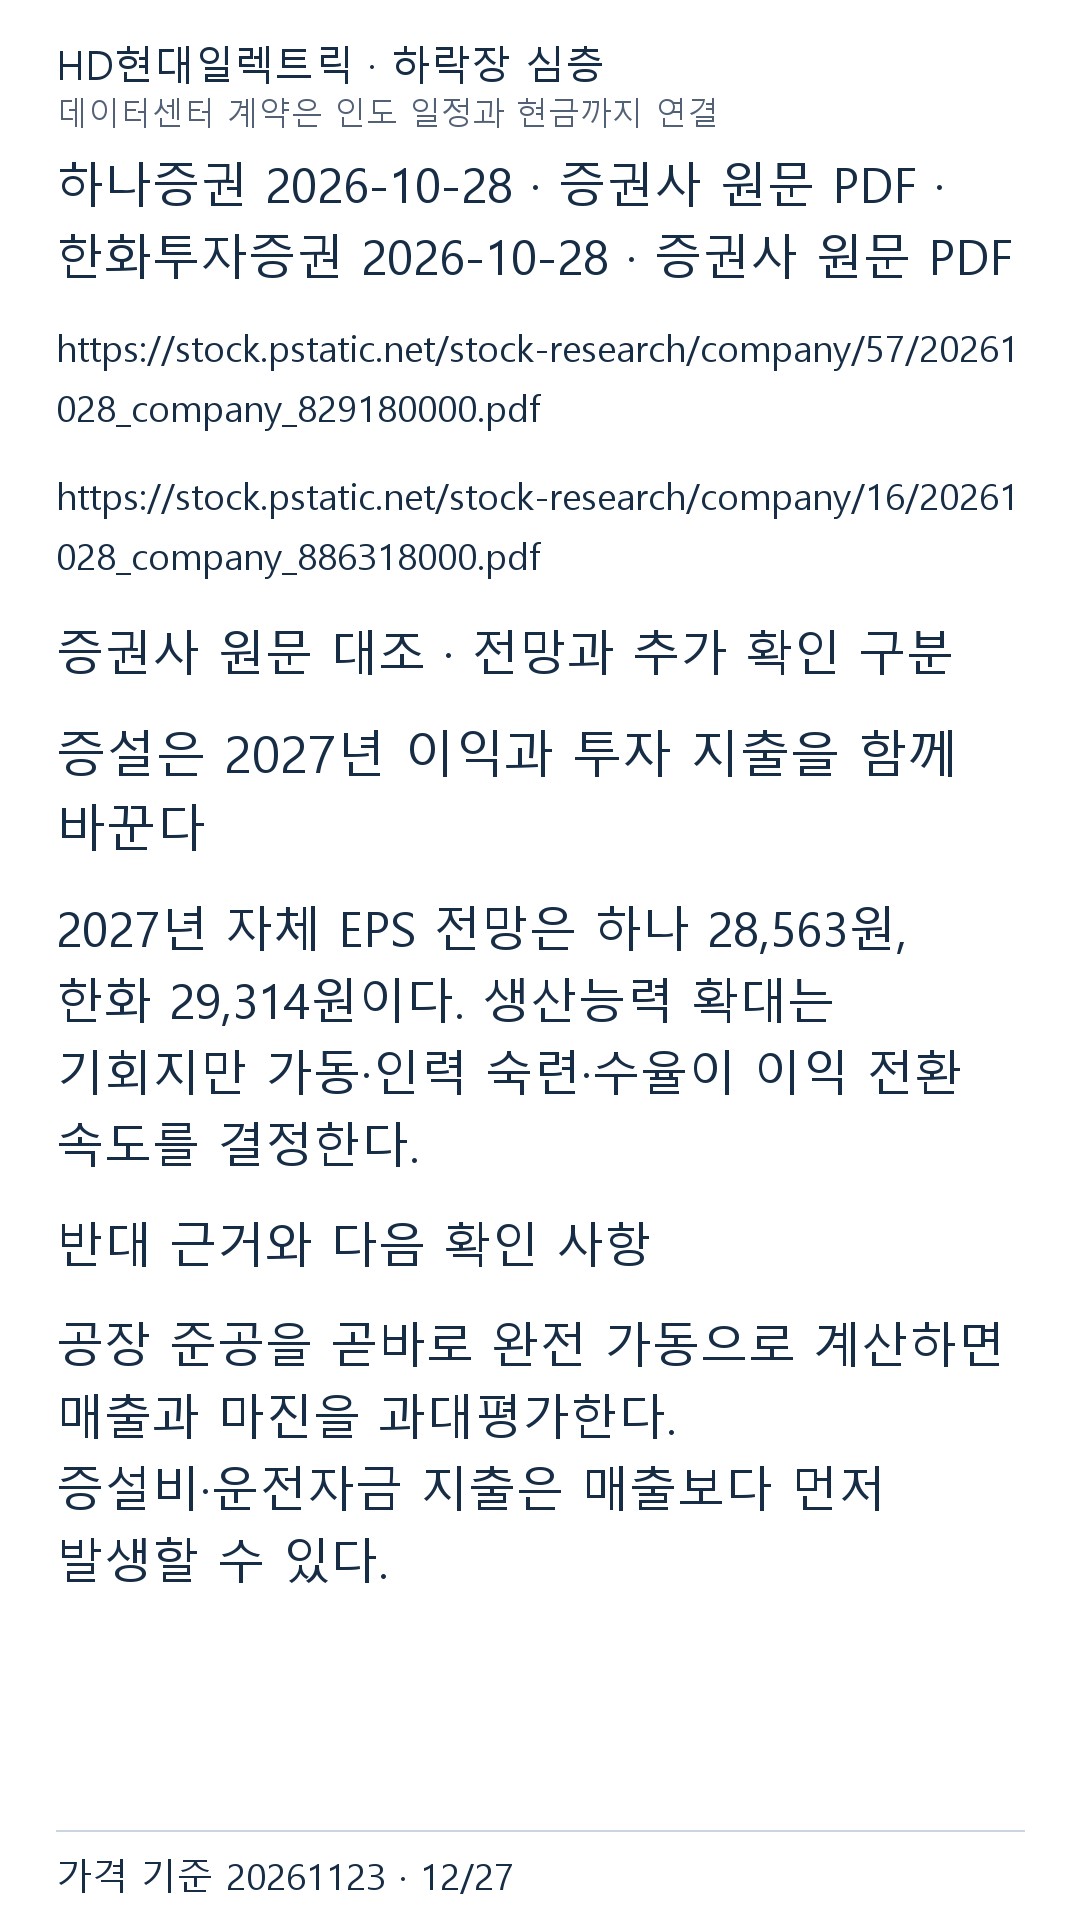 HD현대일렉트릭 · 하락장 심층
데이터센터 계약은 인도 일정과 현금까지 연결
하나증권 2026-10-28 · 증권사 원문 PDF ·
한화투자증권 2026-10-28 · 증권사 원문 PDF
https://stock.pstatic.net/stock-research/company/57/20261
028_company_829180000.pdf
https://stock.pstatic.net/stock-research/company/16/20261
028_company_886318000.pdf
증권사 원문 대조 · 전망과 추가 확인 구분
증설은 2027년 이익과 투자 지출을 함께
바꾼다
2027년 자체 EPS 전망은 하나 28,563원,
한화 29,314원이다. 생산능력 확대는
기회지만 가동·인력 숙련·수율이 이익 전환
속도를 결정한다.
반대 근거와 다음 확인 사항
공장 준공을 곧바로 완전 가동으로 계산하면
매출과 마진을 과대평가한다.
증설비·운전자금 지출은 매출보다 먼저
발생할 수 있다.
가격 기준 20261123 · 12/27